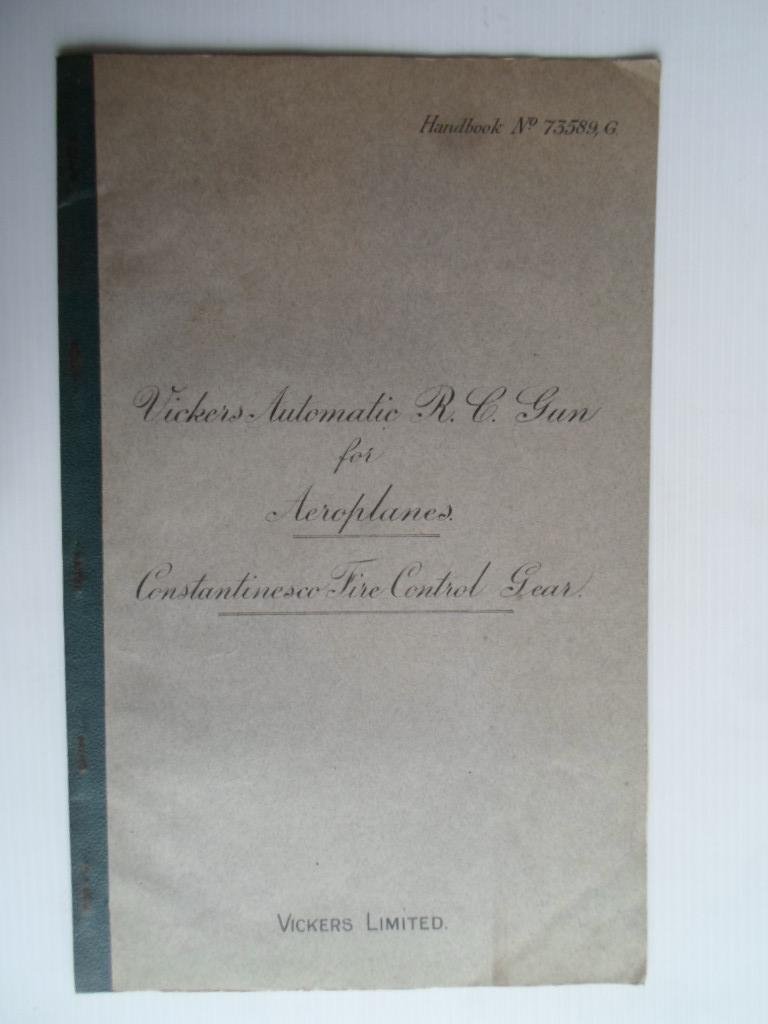 Handbook Nº 73589, G.
Vickers Automatic R. C. Gun
for
Aeroplanes.
Constantinesco Fire Control Gear.
VICKERS LIMITED.